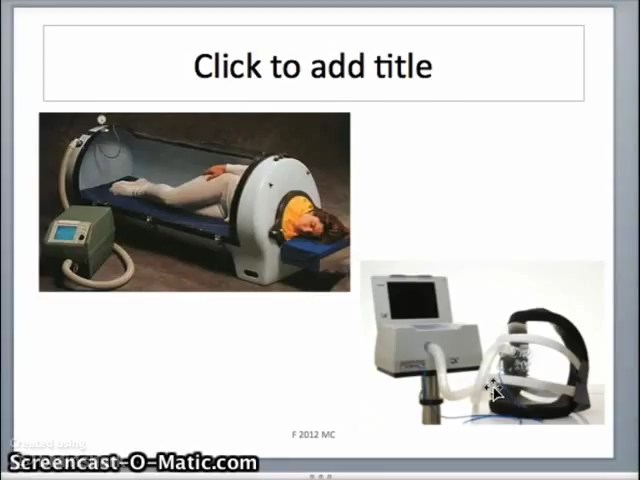 Click to add title
F 2012 MC
Created using
Screencast-O-Matic.com